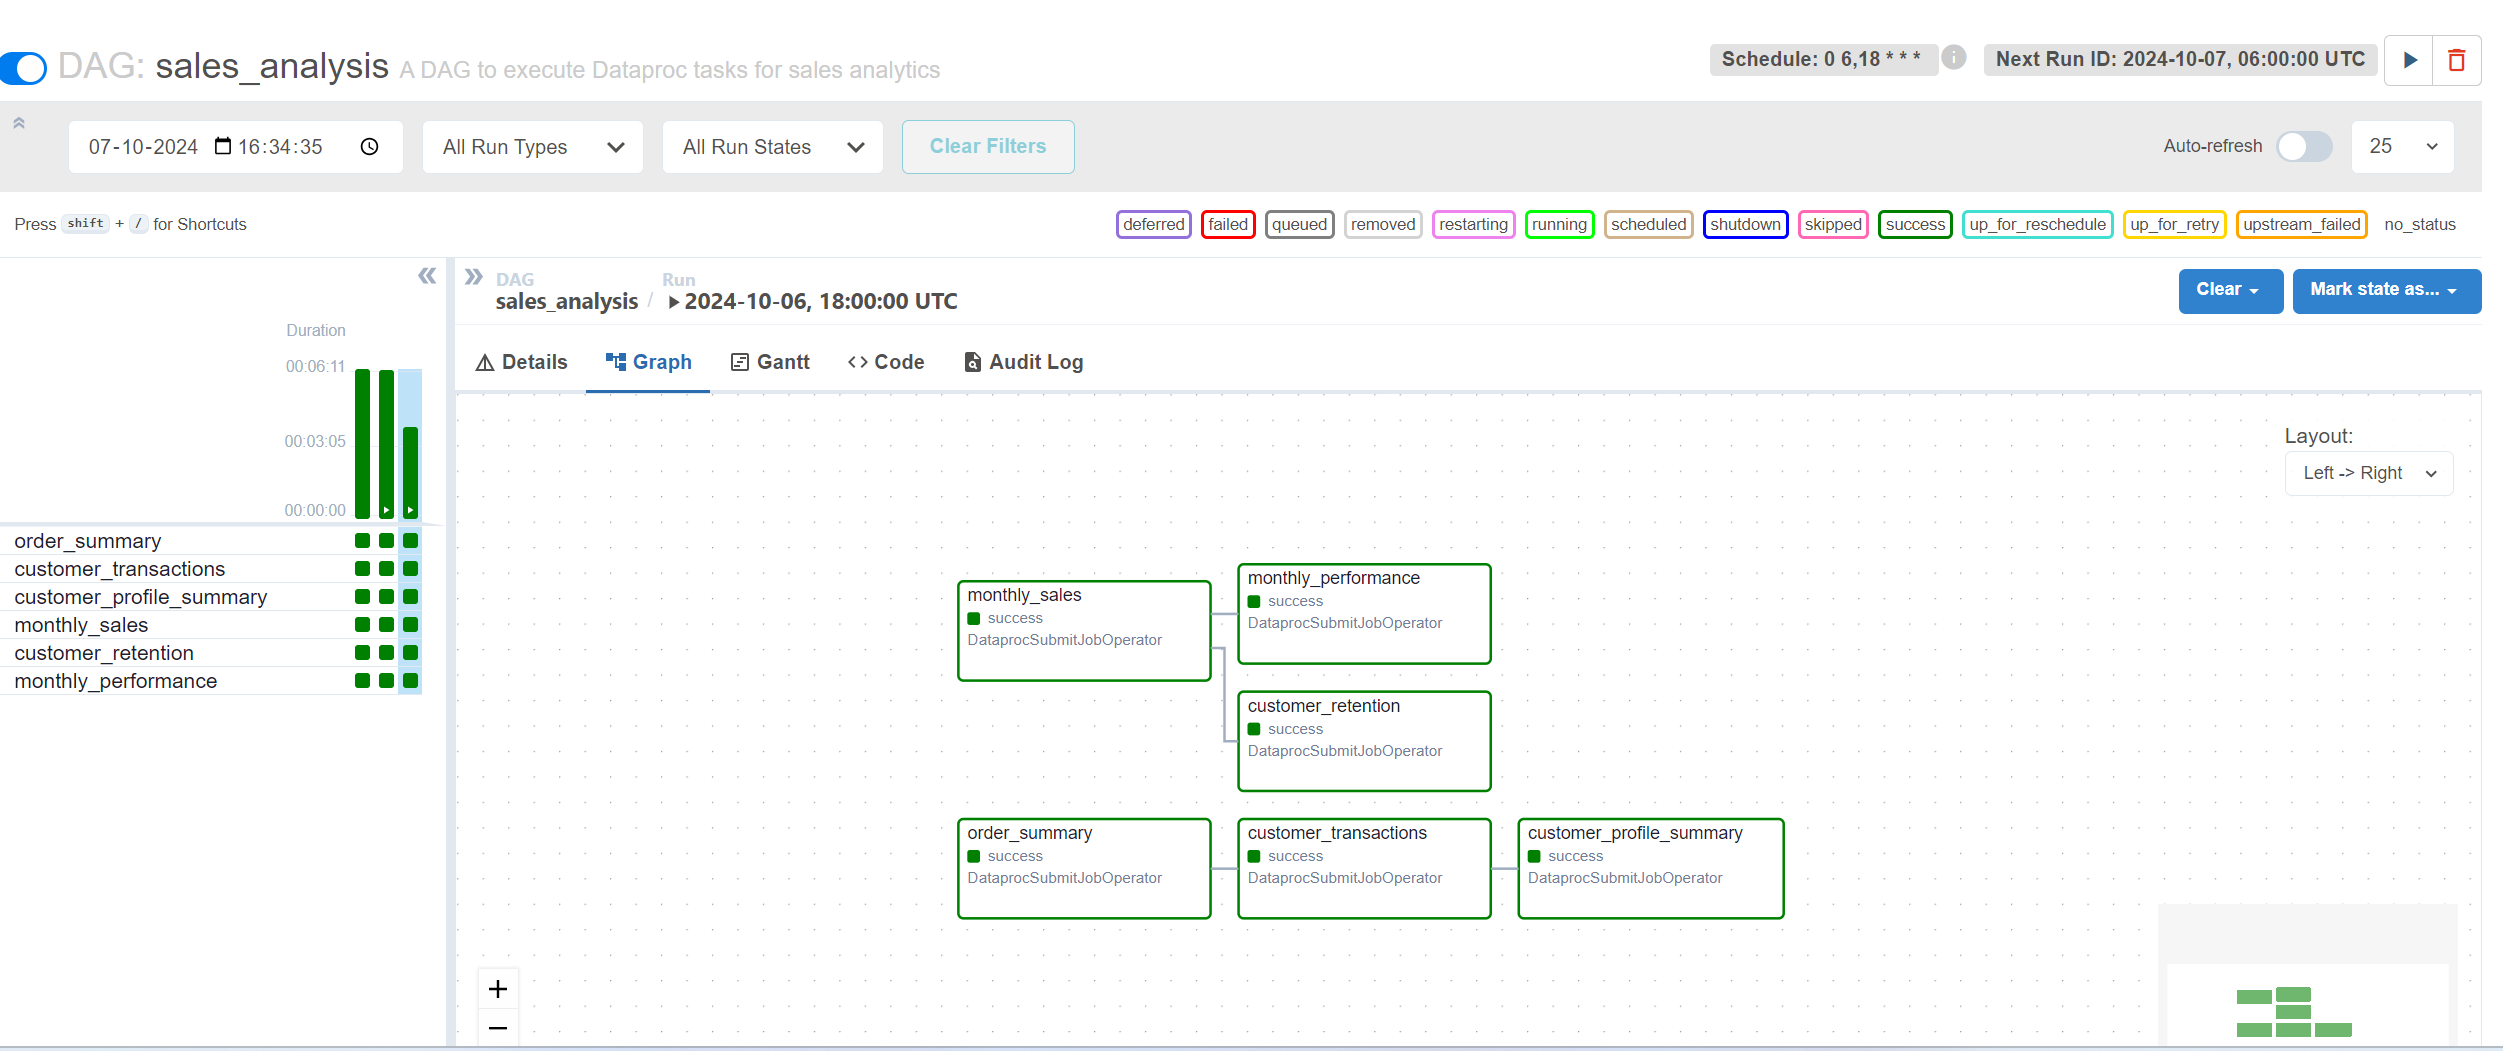 DAG: sales_analysis A DAG to execute Dataproc tasks for sales analytics
Schedule: 0 6,18 * * *
i
Next Run ID: 2024-10-07, 06:00:00 UTC
07-10-2024 16:34:35
All Run Types
All Run States
Clear Filters
Auto-refresh
25
Press shift + / for Shortcuts
deferred failed queued removed restarting running scheduled shutdown skipped success up_for_reschedule up_for_retry upstream_failed no_status
DAG
sales_analysis
/
Run
2024-10-06, 18:00:00 UTC
Clear
Mark state as...
Duration
00:06:11
00:03:05
00:00:00
order_summary
customer_transactions
customer_profile_summary
monthly_sales
customer_retention
monthly_performance
Details
Graph
Gantt
Code
Audit Log
Layout:
Left -> Right
monthly_sales
success
DataprocSubmitJobOperator
monthly_performance
success
DataprocSubmitJobOperator
customer_retention
success
DataprocSubmitJobOperator
order_summary
success
DataprocSubmitJobOperator
customer_transactions
success
DataprocSubmitJobOperator
customer_profile_summary
success
DataprocSubmitJobOperator